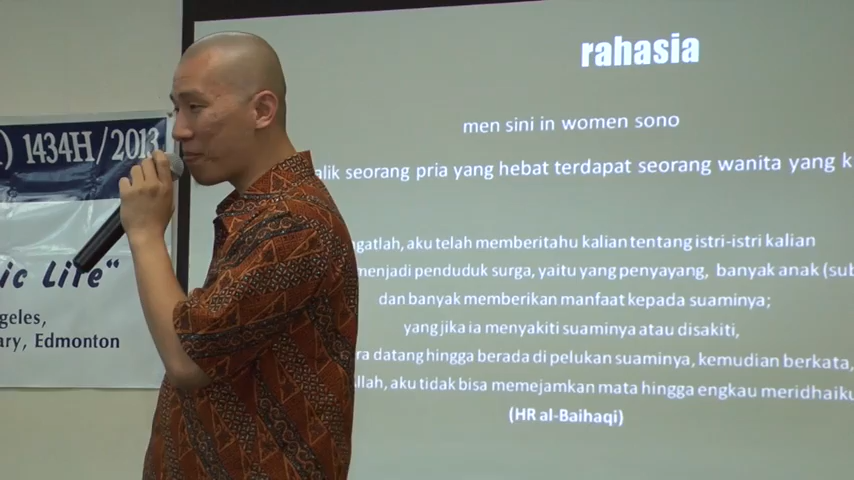 1434H/2013
ic Life"
geles,
ary, Edmonton
rahasia
men sini in women sono
alik seorang pria yang hebat terdapat seorang wanita yang k
ngatlah, aku telah memberitahu kalian tentang istri-istri kalian
menjadi penduduk surga, yaitu yang penyayang, banyak anak (sub
dan banyak memberikan manfaat kepada suaminya;
yang jika ia menyakiti suaminya atau disakiti,
ra datang hingga berada di pelukan suaminya, kemudian berkata,
llah, aku tidak bisa memejamkan mata hingga engkau meridhaiku
(HR al-Baihaqi)